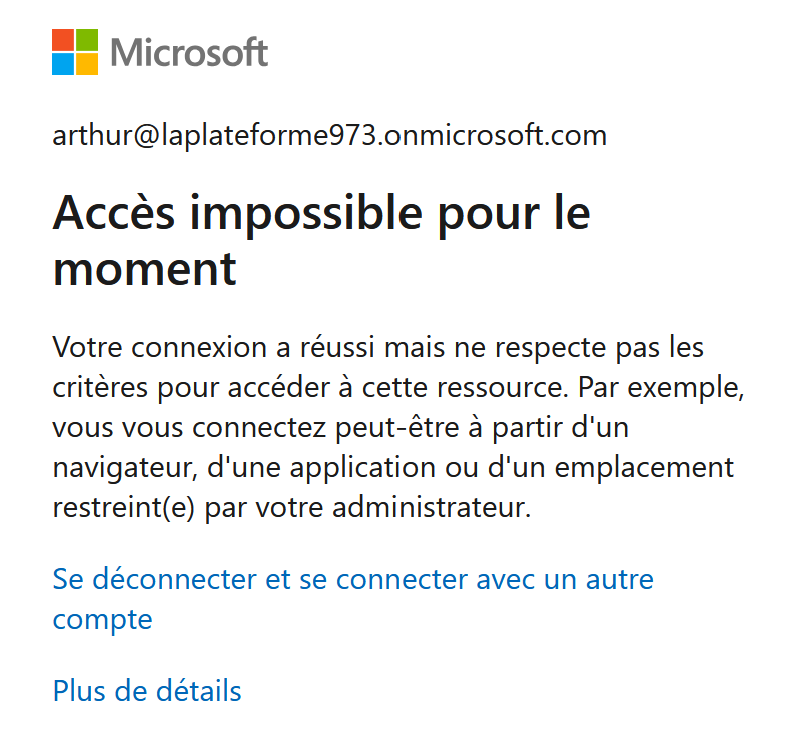 Microsoft
arthur@laplateforme973.onmicrosoft.com
Accès impossible pour le
moment
Votre connexion a réussi mais ne respecte pas les
critères pour accéder à cette ressource. Par exemple,
vous vous connectez peut-être à partir d'un
navigateur, d'une application ou d'un emplacement
restreint(e) par votre administrateur.
Se déconnecter et se connecter avec un autre
compte
Plus de détails